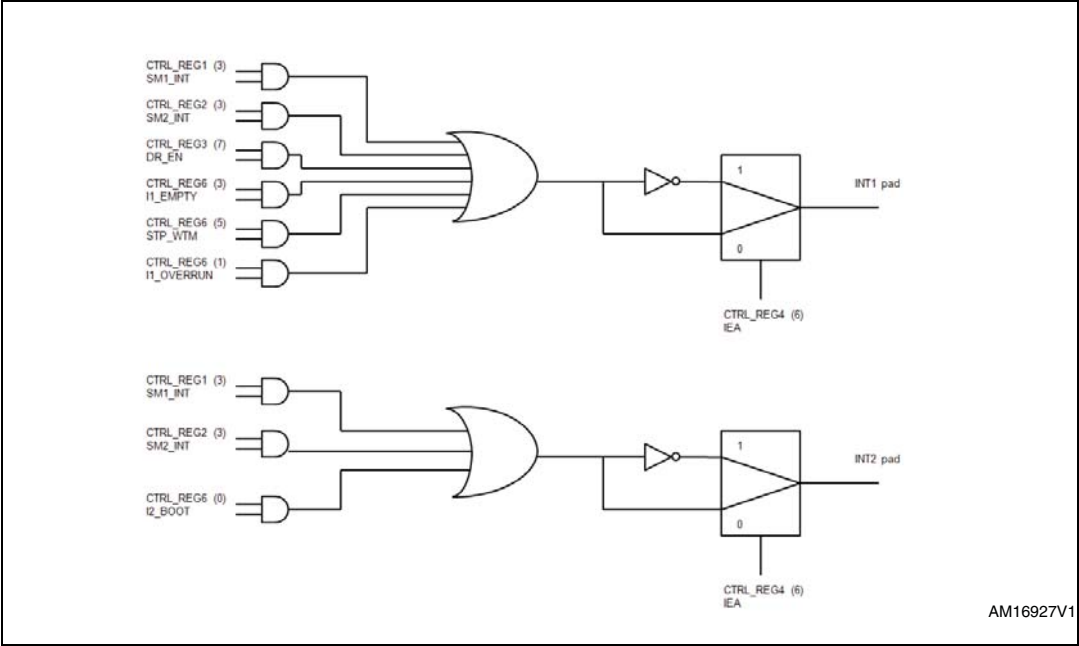 CTRL_REG1 (3)
SM1_INT
CTRL_REG2 (3)
SM2_INT
CTRL_REG3 (7)
DR_EN
CTRL_REG6 (3)
I1_EMPTY
CTRL_REG6 (5)
STP_WTM
CTRL_REG6 (1)
I1_OVERRUN
1
0
INT1 pad
CTRL_REG4 (6)
IEA
CTRL_REG1 (3)
SM1_INT
CTRL_REG2 (3)
SM2_INT
CTRL_REG6 (0)
I2_BOOT
1
0
INT2 pad
CTRL_REG4 (6)
IEA
AM16927V1